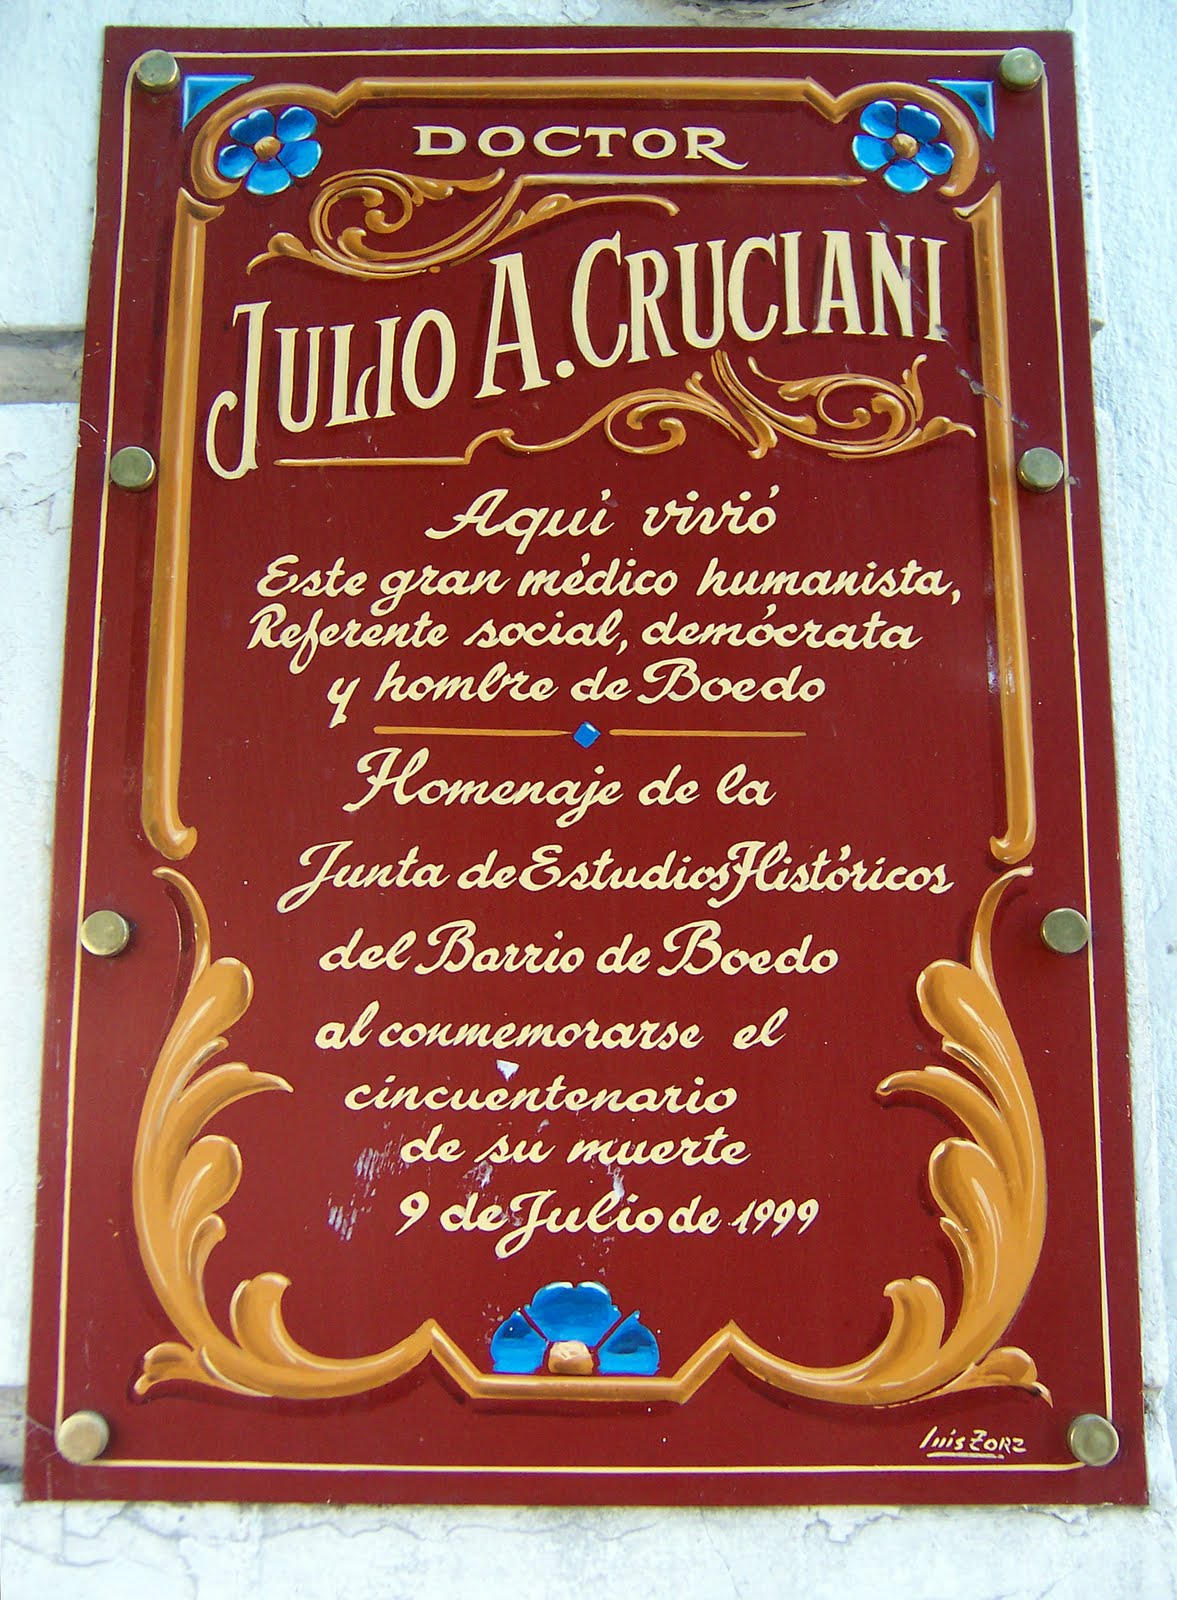 DOCTOR
JULIO A. CRUCIANI
Aquí vivió
Este gran médico humanista,
Referente social, demócrata
y hombre de Boedo
Homenaje de la
Junta de Estudios Históricos
del Barrio de Boedo
al conmemorarse el
cincuentenario
de su muerte
9 de Julio de 1999
Luis Zorz